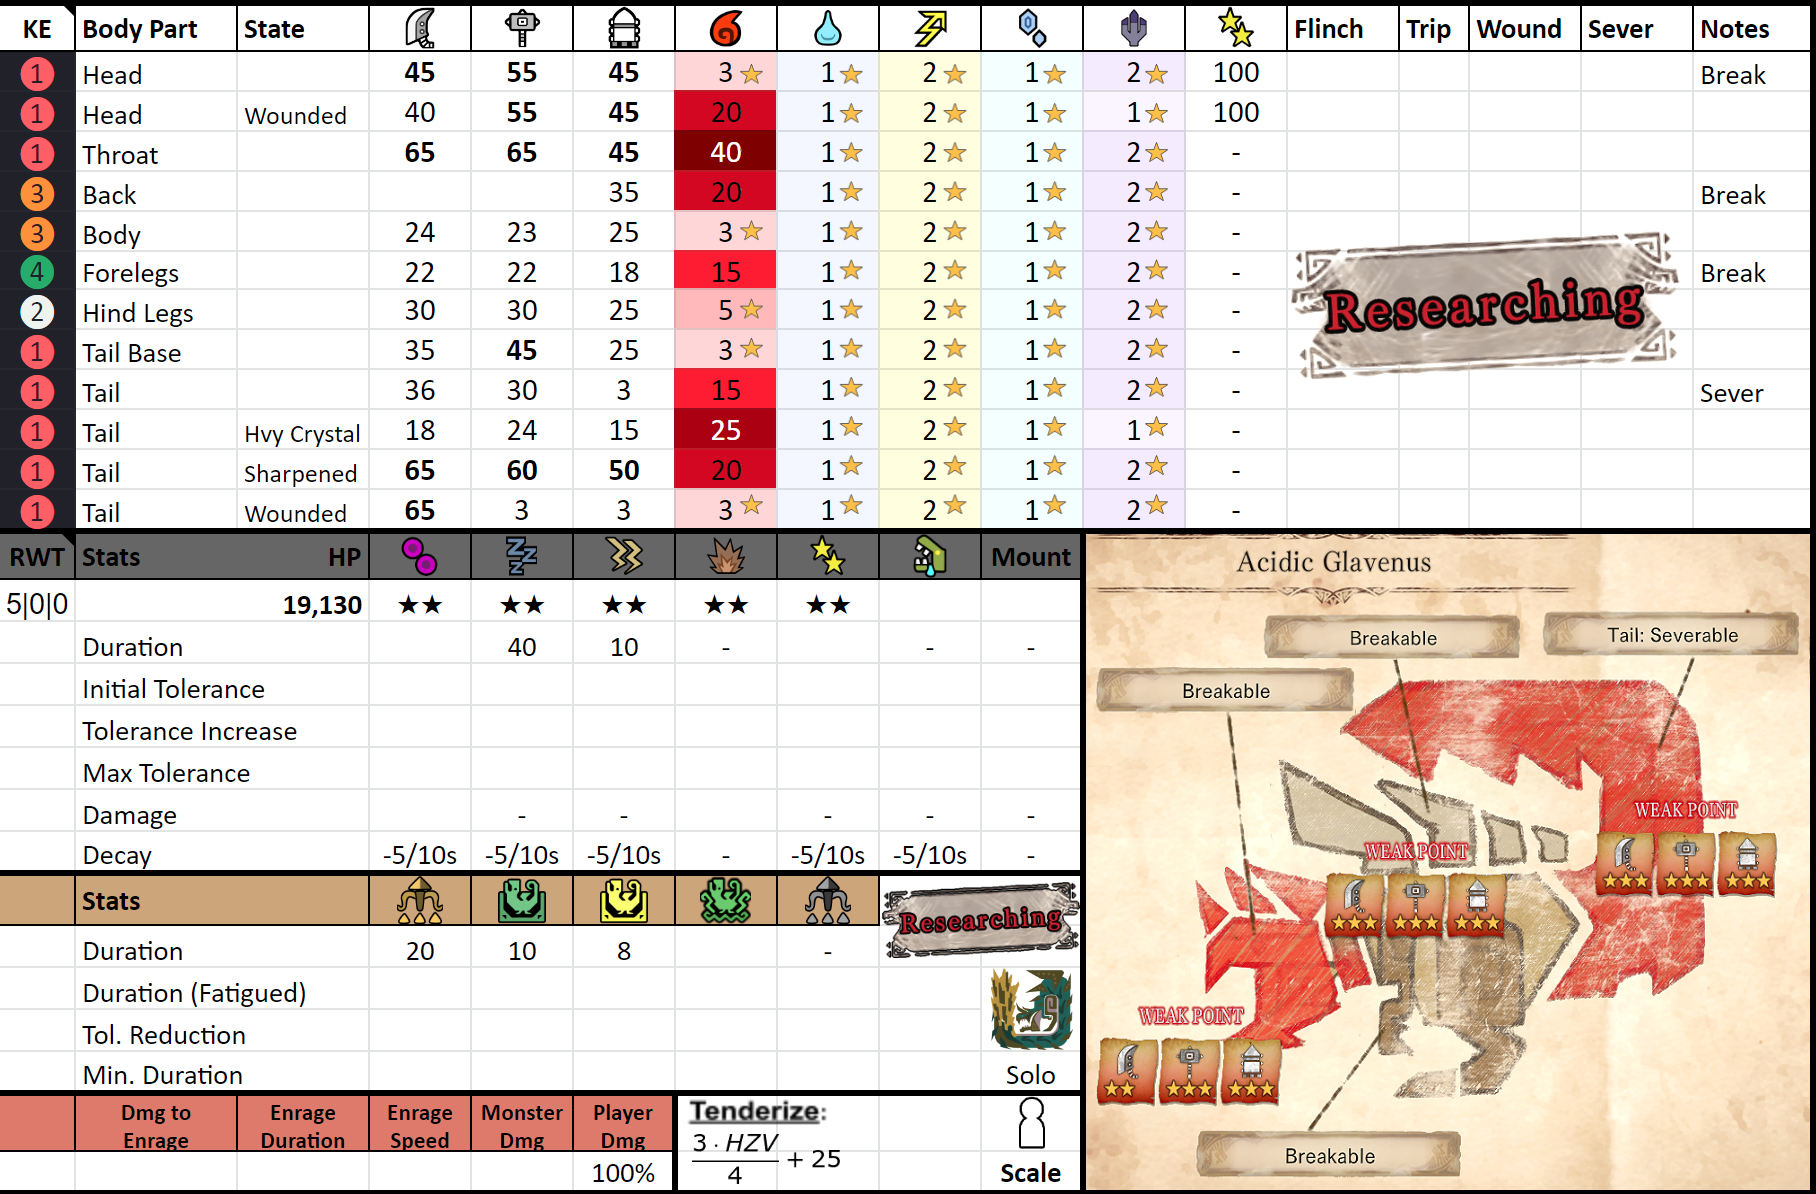 KE Body Part State Flinch Trip Wound Sever Notes
1 Head 45 55 45 3 1 2 1 2 100 Break
1 Head Wounded 40 55 45 20 1 2 1 1 100
1 Throat 65 65 45 40 1 2 1 2 -
3 Back 35 20 1 2 1 2 - Break
3 Body 24 23 25 3 1 2 1 2 -
4 Forelegs 22 22 18 15 1 2 1 2 - Break
2 Hind Legs 30 30 25 5 1 2 1 2 -
1 Tail Base 35 45 25 3 1 2 1 2 -
1 Tail 36 30 3 15 1 2 1 2 - Sever
1 Tail Hvy Crystal 18 24 15 25 1 2 1 1 -
1 Tail Sharpened 65 60 50 20 1 2 1 2 -
1 Tail Wounded 65 3 3 3 1 2 1 2 -
Researching
RWT Stats HP Mount
5|0|0 19,130 ★★ ★★ ★★ ★★ ★★
Duration 40 10 - - -
Initial Tolerance
Tolerance Increase
Max Tolerance
Damage - - - - -
Decay -5/10s -5/10s -5/10s - -5/10s -5/10s -
Stats
Researching
Duration 20 10 8 -
Duration (Fatigued)
Tol. Reduction
Min. Duration Solo
Dmg to Enrage
Enrage Duration
Enrage Speed
Monster Dmg
Player Dmg
100%
Tenderize:
3 · HZV
4
+ 25
Scale
Acidic Glavenus
Breakable
Tail: Severable
Breakable
WEAK POINT
WEAK POINT
WEAK POINT
Breakable